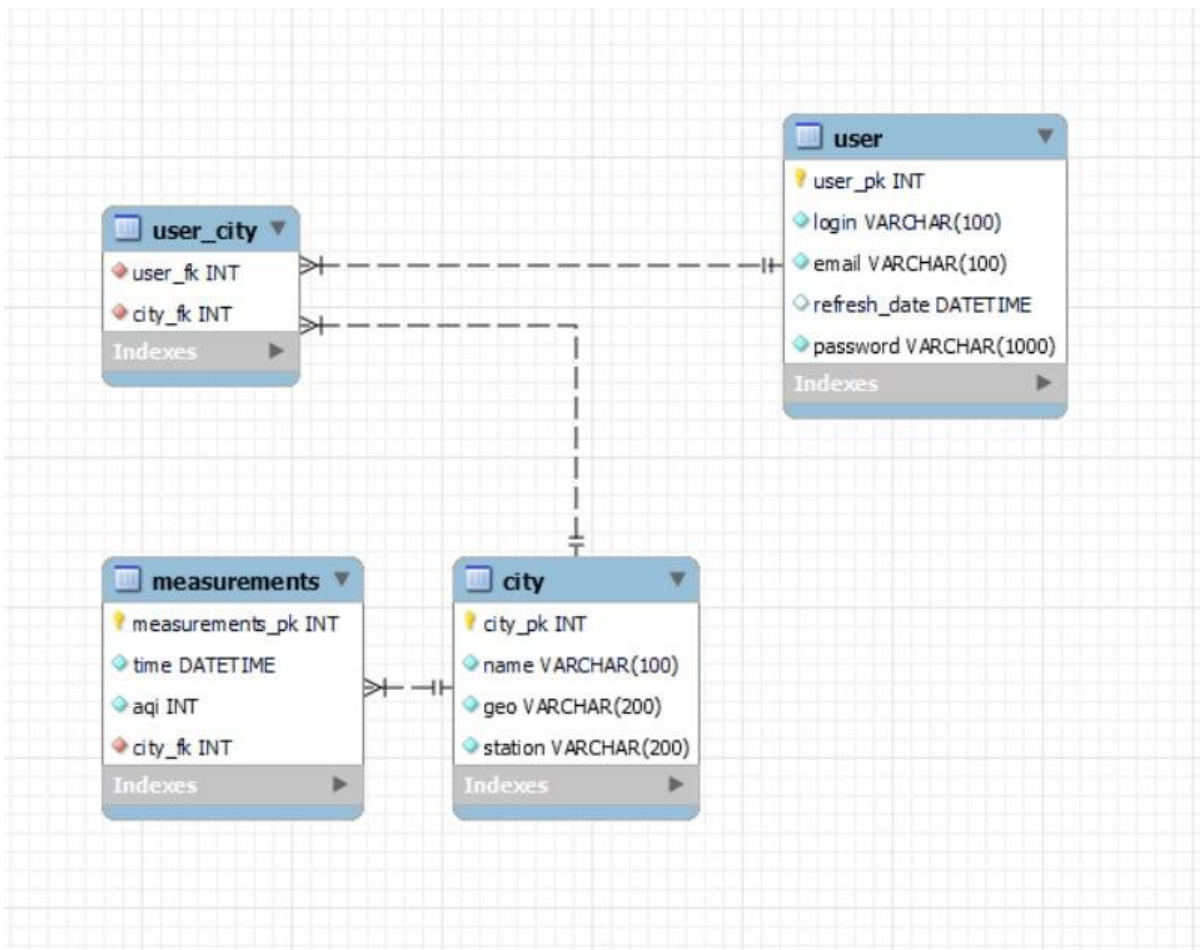 user
user_pk INT
login VARCHAR(100)
email VARCHAR(100)
refresh_date DATETIME
password VARCHAR(1000)
Indexes
user_city
user_fk INT
city_fk INT
Indexes
measurements
measurements_pk INT
time DATETIME
aqi INT
city_fk INT
Indexes
city
city_pk INT
name VARCHAR(100)
geo VARCHAR(200)
station VARCHAR(200)
Indexes